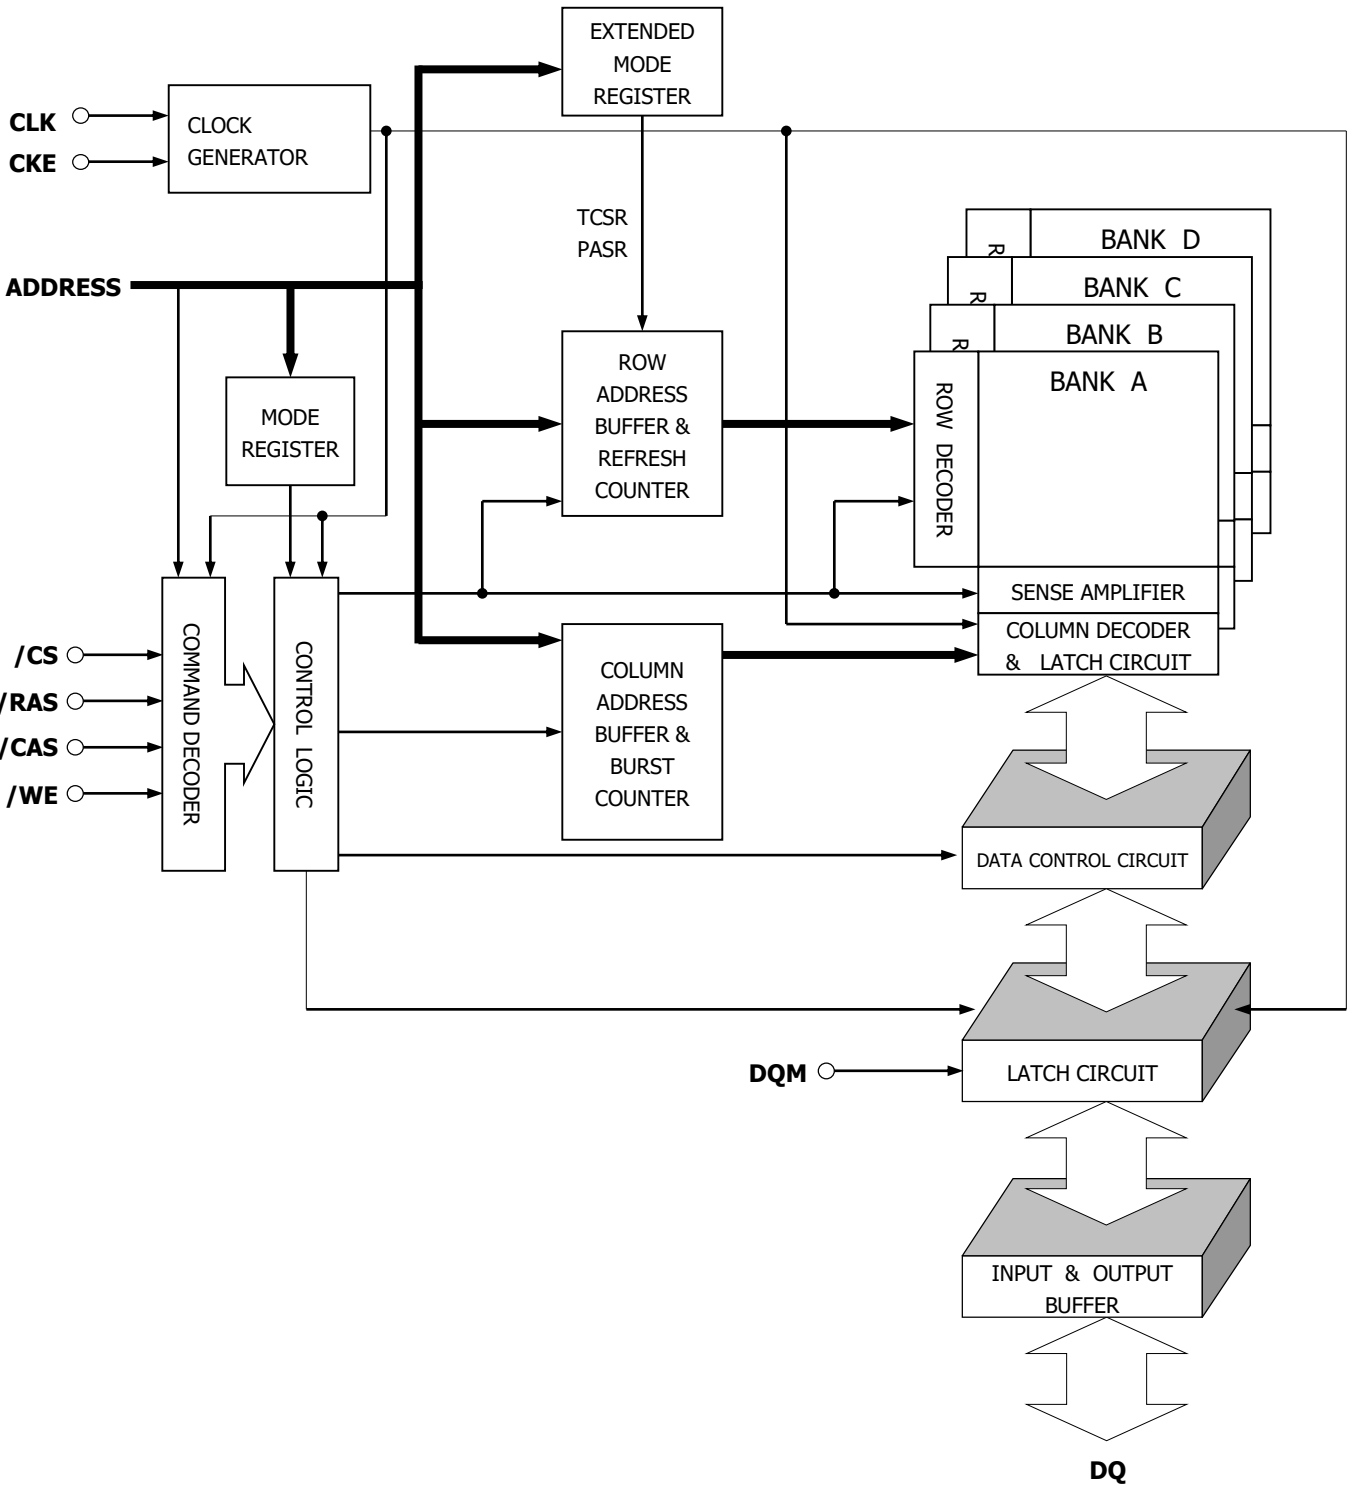 EXTENDED
MODE
REGISTER
CLK
CKE
CLOCK
GENERATOR
TCSR
PASR
ADDRESS
R
BANK D
R
BANK C
R
BANK B
BANK A
ROW DECODER
MODE
REGISTER
ROW
ADDRESS
BUFFER &
REFRESH
COUNTER
SENSE AMPLIFIER
COLUMN DECODER
& LATCH CIRCUIT
/CS
/RAS
/CAS
/WE
COMMAND DECODER
CONTROL LOGIC
COLUMN
ADDRESS
BUFFER &
BURST
COUNTER
DATA CONTROL CIRCUIT
DQM
LATCH CIRCUIT
INPUT & OUTPUT
BUFFER
DQ